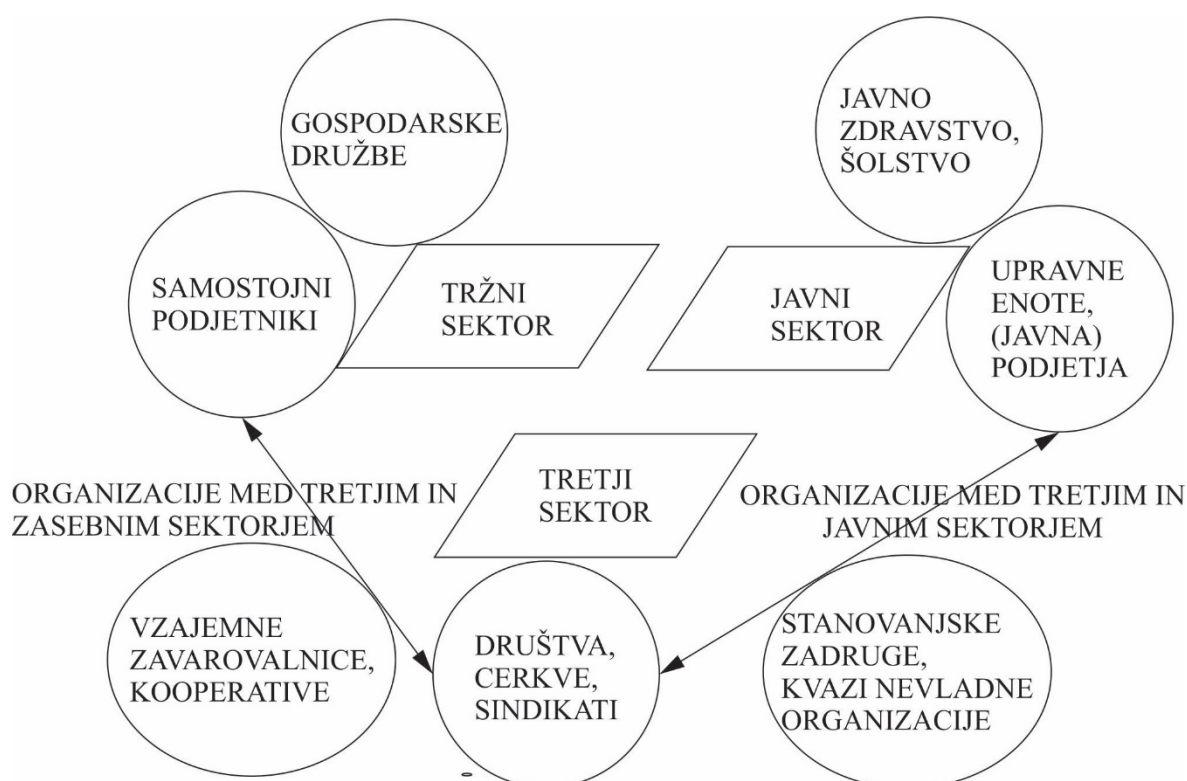 GOSPODARSKE
DRUŽBE
JAVNO
ZDRAVSTVO,
ŠOLSTVO
SAMOSTOJNI
PODJETNIKI
TRŽNI
SEKTOR
JAVNI
SEKTOR
UPRAVNE
ENOTE,
(JAVNA)
PODJETJA
TRETJI
SEKTOR
ORGANIZACIJE MED TRETJIM IN
ZASEBNIM SEKTORJEM
ORGANIZACIJE MED TRETJIM IN
JAVNIM SEKTORJEM
VZAJEMNE
ZAVAROVALNICE,
KOOPERATIVE
DRUŠTVA,
CERKVE,
SINDIKATI
STANOVANJSKE
ZADRUGE,
KVAZI NEVLADNE
ORGANIZACIJE